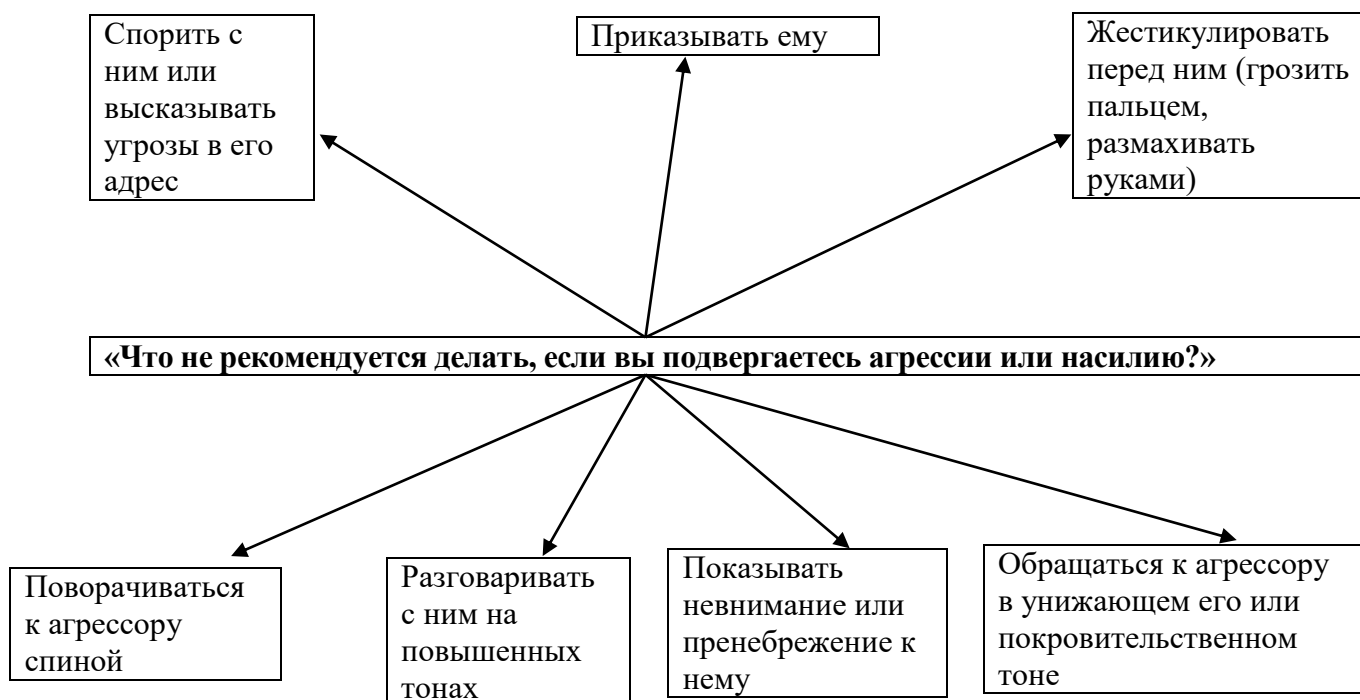 Спорить с
ним или
высказывать
угрозы в его
адрес
Приказывать ему
Жестикулировать
перед ним (грозить
пальцем,
размахивать
руками)
«Что не рекомендуется делать, если вы подвергаетесь агрессии или насилию?»
Поворачиваться
к агрессору
спиной
Разговаривать
с ним на
повышенных
тонах
Показывать
невнимание или
пренебрежение к
нему
Обращаться к агрессору
в унижающем его или
покровительственном
тоне